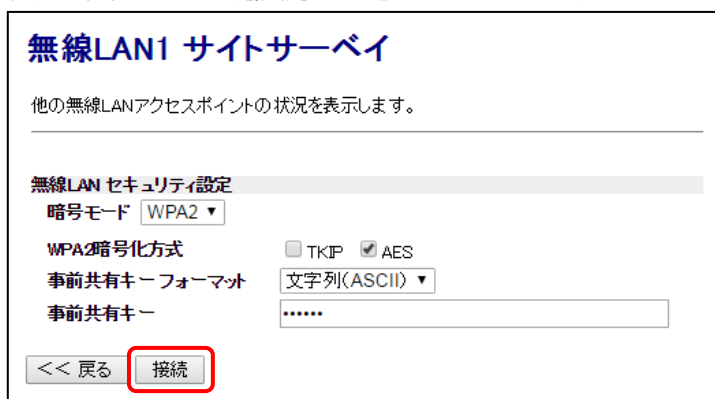 無線LAN1 サイトサーベイ
他の無線LANアクセスポイントの状況を表示します。
無線LAN セキュリティ設定
暗号モード WPA2 ▼
WPA2暗号化方式 TKIP AES
事前共有キーフォーマット 文字列(ASCII) ▼
事前共有キー ••••••
<< 戻る 接続